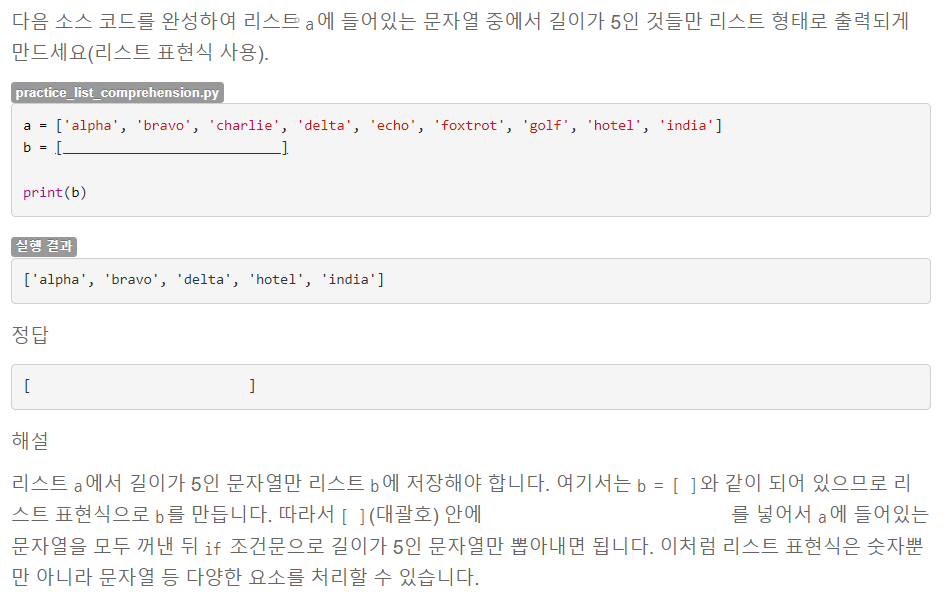 다음 소스 코드를 완성하여 리스트 a에 들어있는 문자열 중에서 길이가 5인 것들만 리스트 형태로 출력되게
만드세요(리스트 표현식 사용).
practice_list_comprehension.py
a = ['alpha', 'bravo', 'charlie', 'delta', 'echo', 'foxtrot', 'golf', 'hotel', 'india']
b = [____________________________]
print(b)
실행 결과
['alpha', 'bravo', 'delta', 'hotel', 'india']
정답
[                            ]
해설
리스트 a에서 길이가 5인 문자열만 리스트 b에 저장해야 합니다. 여기서는 b = [ ]와 같이 되어 있으므로 리
스트 표현식으로 b를 만듭니다. 따라서 [ ](대괄호) 안에 를 넣어서 a에 들어있는
문자열을 모두 꺼낸 뒤 if 조건문으로 길이가 5인 문자열만 뽑아내면 됩니다. 이처럼 리스트 표현식은 숫자뿐
만 아니라 문자열 등 다양한 요소를 처리할 수 있습니다.